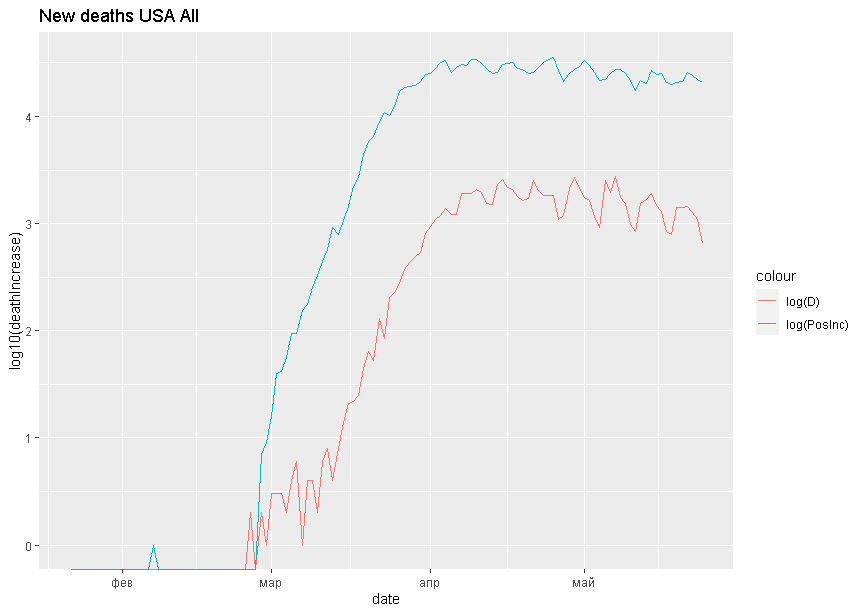 New deaths USA All
log10(deathIncrease)
4
3
2
1
0
фев
мар
апр
май
date
colour
log(D)
log(PosInc)